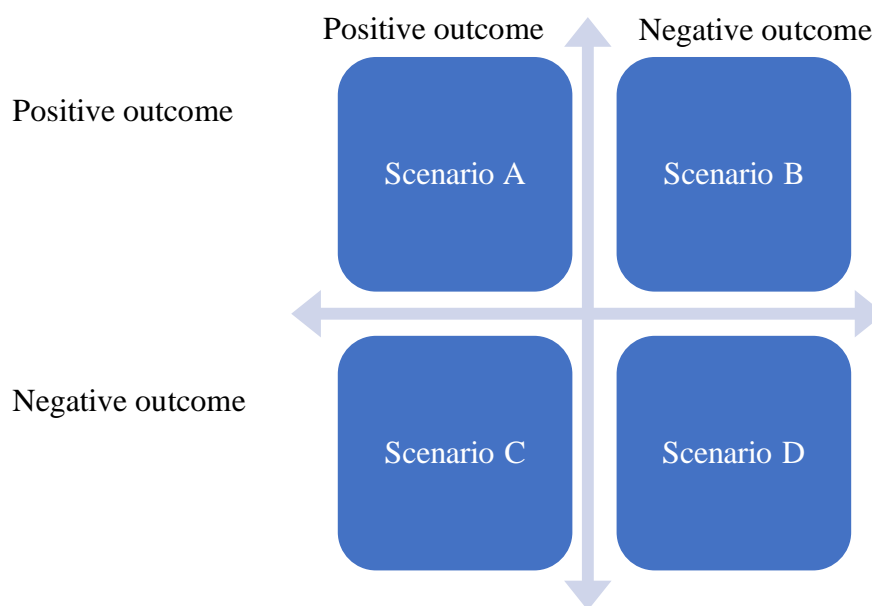 Positive outcome
Negative outcome
Positive outcome
Scenario A
Scenario B
Negative outcome
Scenario C
Scenario D